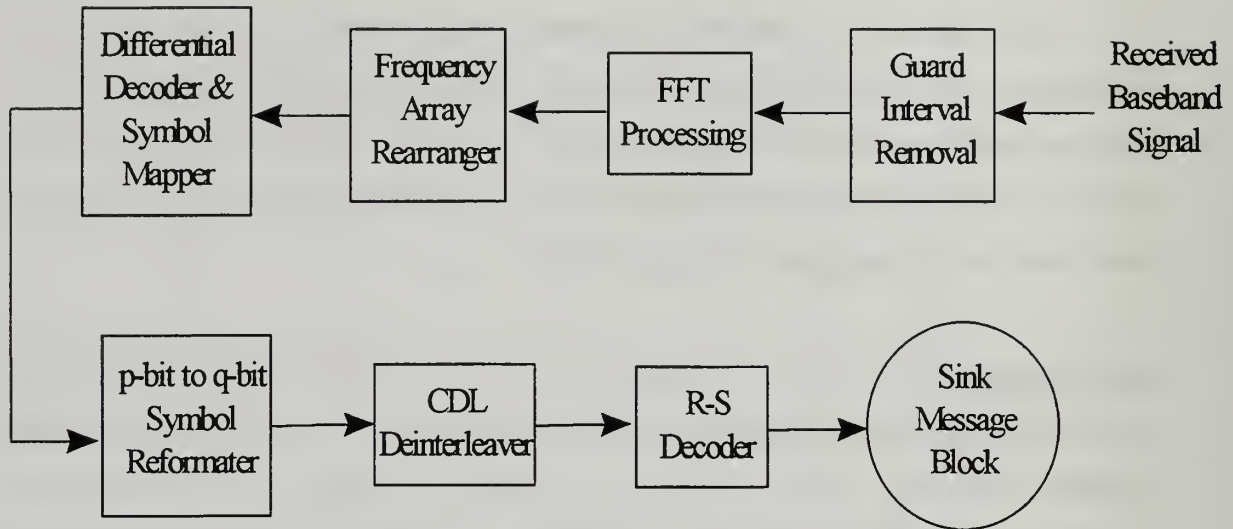 Differential
Decoder &
Symbol
Mapper
Frequency
Array
Rearranger
FFT
Processing
Guard
Interval
Removal
Received
Baseband
Signal
p-bit to q-bit
Symbol
Reformater
CDL
Deinterleaver
R-S
Decoder
Sink
Message
Block